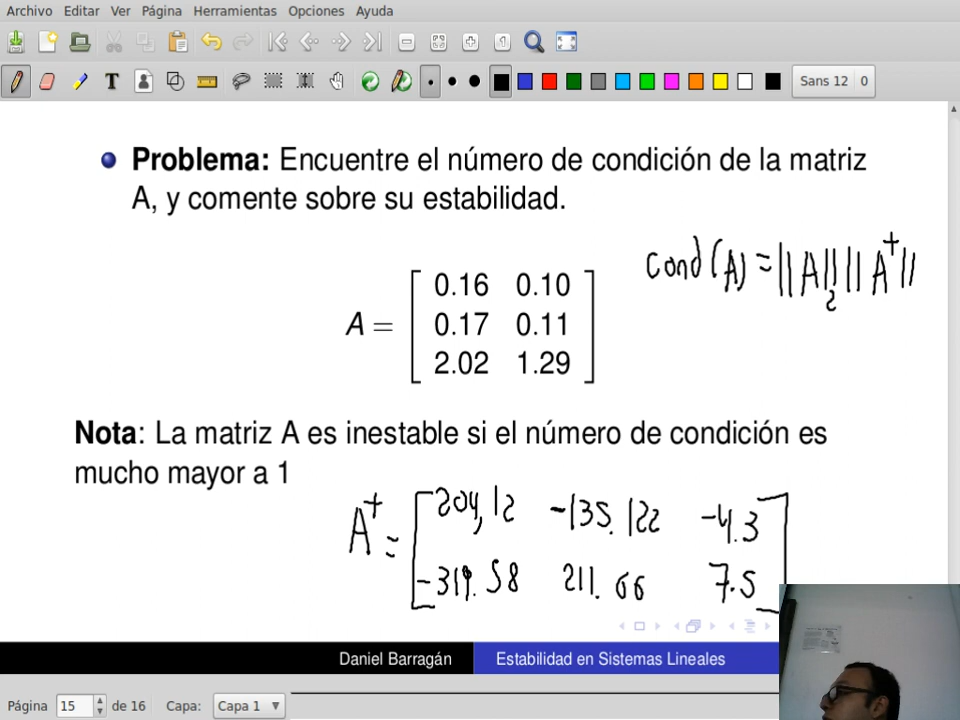 Archivo Editar Ver Página Herramientas Opciones Ayuda
Sans 12 0
Problema: Encuentre el número de condición de la matriz
A, y comente sobre su estabilidad.
cond(A) = ||A||₂ ||A⁺||
0.16 0.10
A = 0.17 0.11
2.02 1.29
Nota: La matriz A es inestable si el número de condición es
mucho mayor a 1
204,12 -135.122 -4.3
A⁺ =
-319.58 211.66 7.5
Daniel Barragán Estabilidad en Sistemas Lineales
Página 15 de 16 Capa: Capa 1